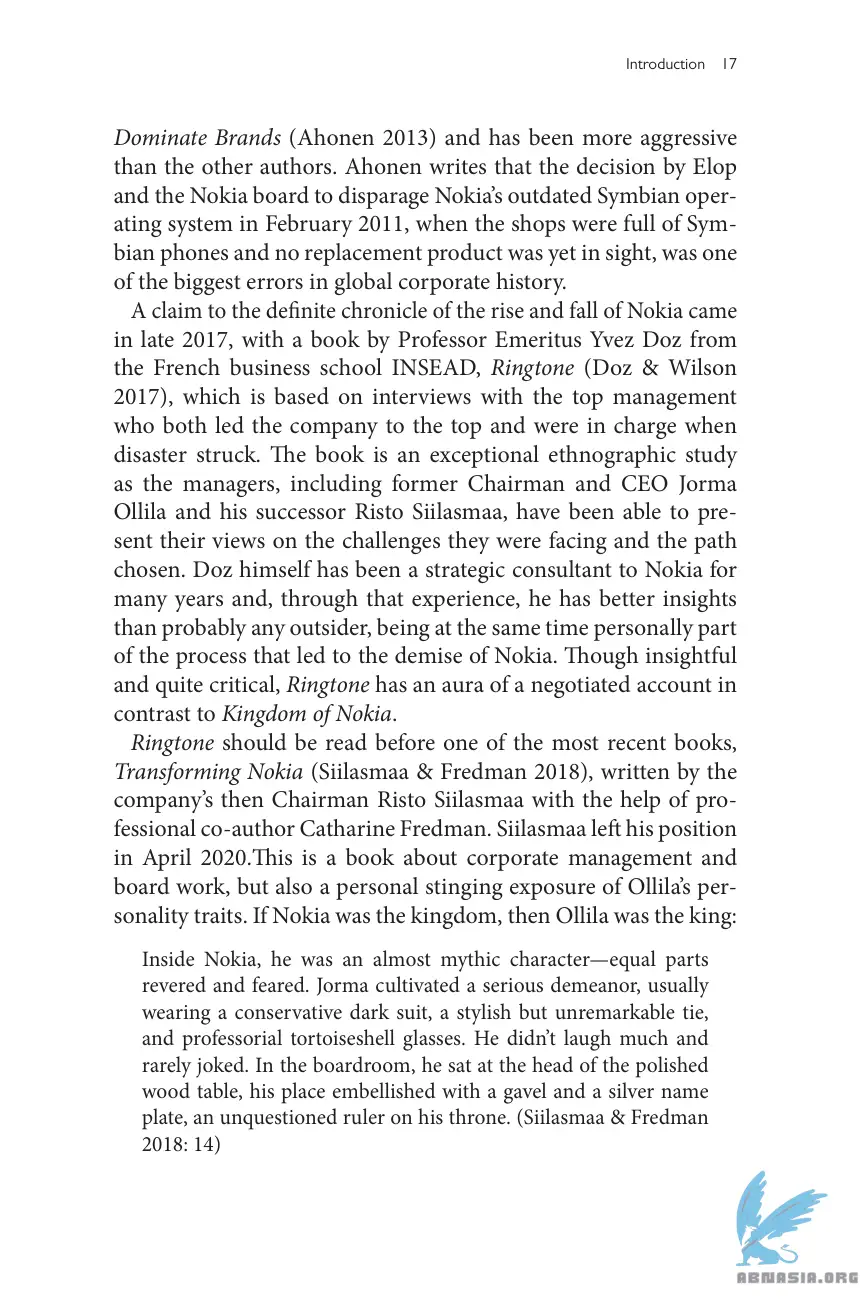 Introduction 17
Dominate Brands (Ahonen 2013) and has been more aggressive
than the other authors. Ahonen writes that the decision by Elop
and the Nokia board to disparage Nokia’s outdated Symbian oper-
ating system in February 2011, when the shops were full of Sym-
bian phones and no replacement product was yet in sight, was one
of the biggest errors in global corporate history.
A claim to the definite chronicle of the rise and fall of Nokia came
in late 2017, with a book by Professor Emeritus Yvez Doz from
the French business school INSEAD, Ringtone (Doz & Wilson
2017), which is based on interviews with the top management
who both led the company to the top and were in charge when
disaster struck. The book is an exceptional ethnographic study
as the managers, including former Chairman and CEO Jorma
Ollila and his successor Risto Siilasmaa, have been able to pre-
sent their views on the challenges they were facing and the path
chosen. Doz himself has been a strategic consultant to Nokia for
many years and, through that experience, he has better insights
than probably any outsider, being at the same time personally part
of the process that led to the demise of Nokia. Though insightful
and quite critical, Ringtone has an aura of a negotiated account in
contrast to Kingdom of Nokia.
Ringtone should be read before one of the most recent books,
Transforming Nokia (Siilasmaa & Fredman 2018), written by the
company’s then Chairman Risto Siilasmaa with the help of pro-
fessional co-author Catharine Fredman. Siilasmaa left his position
in April 2020.This is a book about corporate management and
board work, but also a personal stinging exposure of Ollila’s per-
sonality traits. If Nokia was the kingdom, then Ollila was the king:
Inside Nokia, he was an almost mythic character—equal parts
revered and feared. Jorma cultivated a serious demeanor, usually
wearing a conservative dark suit, a stylish but unremarkable tie,
and professorial tortoiseshell glasses. He didn’t laugh much and
rarely joked. In the boardroom, he sat at the head of the polished
wood table, his place embellished with a gavel and a silver name
plate, an unquestioned ruler on his throne. (Siilasmaa & Fredman
2018: 14)
ABNASIA.ORG